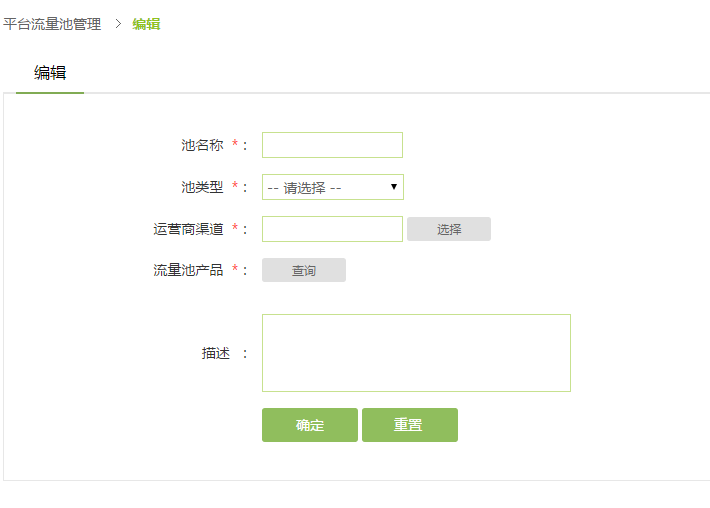 平台流量池管理 > 编辑
编辑
池名称 * :
池类型 * : -- 请选择 --
运营商渠道 * : 选择
流量池产品 * : 查询
描述 :
确定 重置